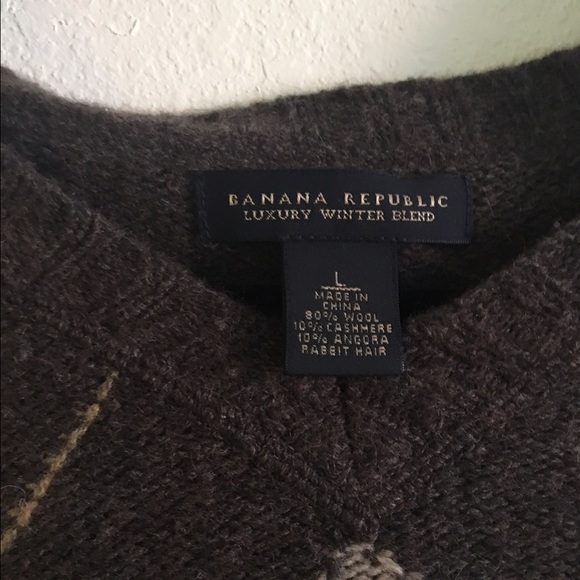 BANANA REPUBLIC
LUXURY WINTER BLEND
L
MADE IN
CHINA
80% WOOL
10% CASHMERE
10% ANGORA
RABBIT HAIR